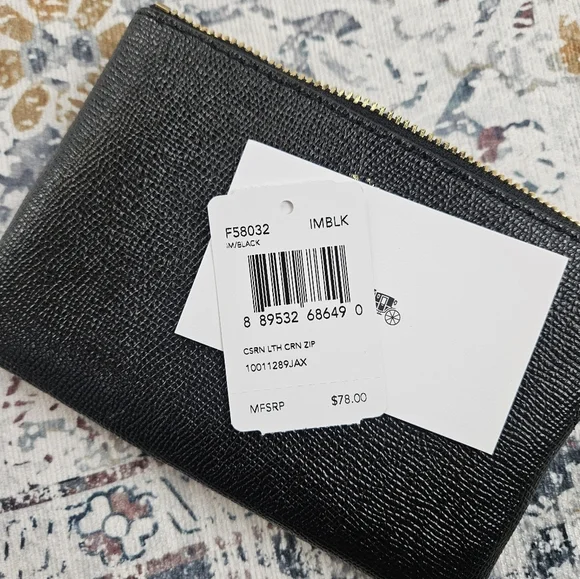 F58032 IMBLK
IM/BLACK
8 89532 68649 0
CSRN LTH CRN ZIP
10011289JAX
MFSRP $78.00